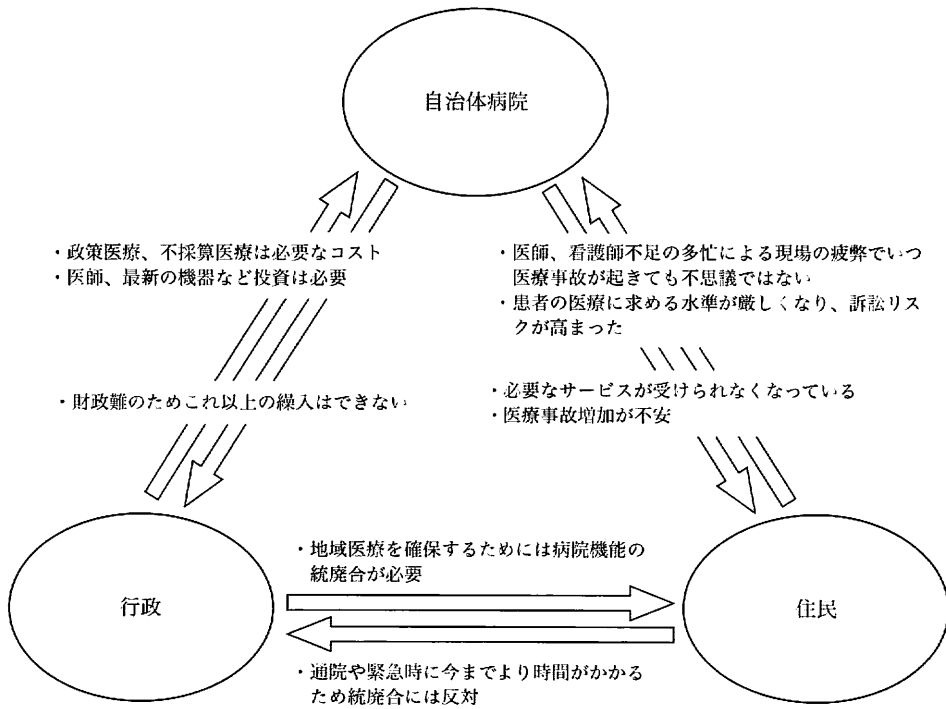 自治体病院
・政策医療、不採算医療は必要なコスト
・医師、最新の機器など投資は必要
・医師、看護師不足の多忙による現場の疲弊でいつ
医療事故が起きても不思議ではない
・患者の医療に求める水準が厳しくなり、訴訟リス
クが高まった
・財政難のためこれ以上の繰入はできない
・必要なサービスが受けられなくなっている
・医療事故増加が不安
・地域医療を確保するためには病院機能の
統廃合が必要
行政
住民
・通院や緊急時に今までより時間がかかる
ため統廃合には反対